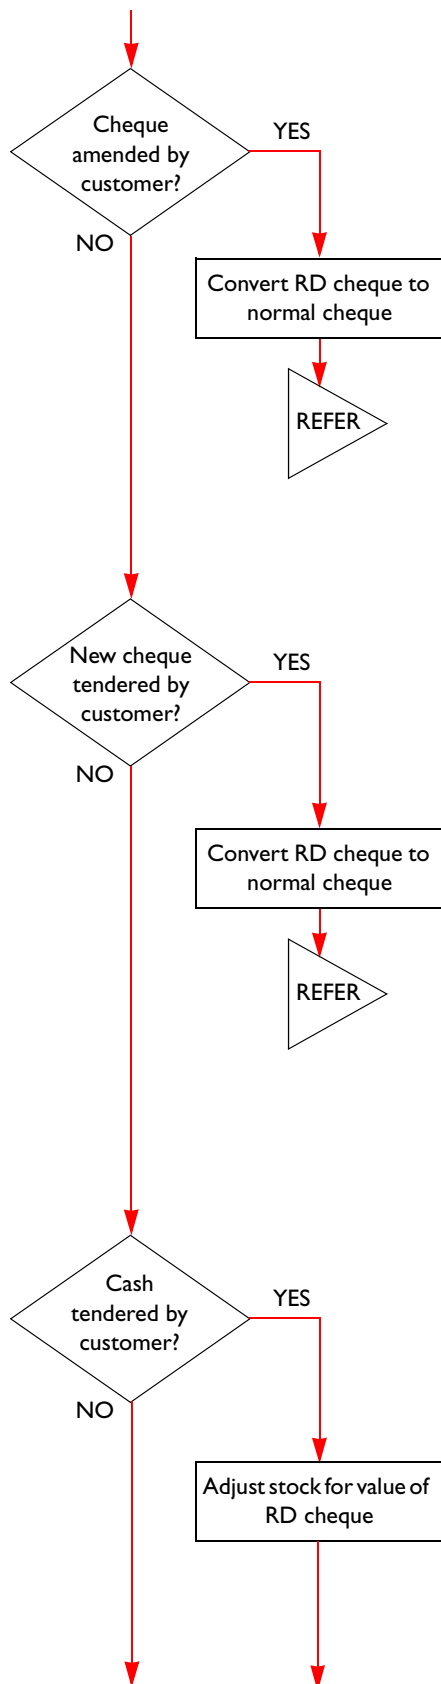 Cheque
amended by
customer?
YES
NO
Convert RD cheque to
normal cheque
REFER
New cheque
tendered by
customer?
YES
NO
Convert RD cheque to
normal cheque
REFER
Cash
tendered by
customer?
YES
NO
Adjust stock for value of
RD cheque